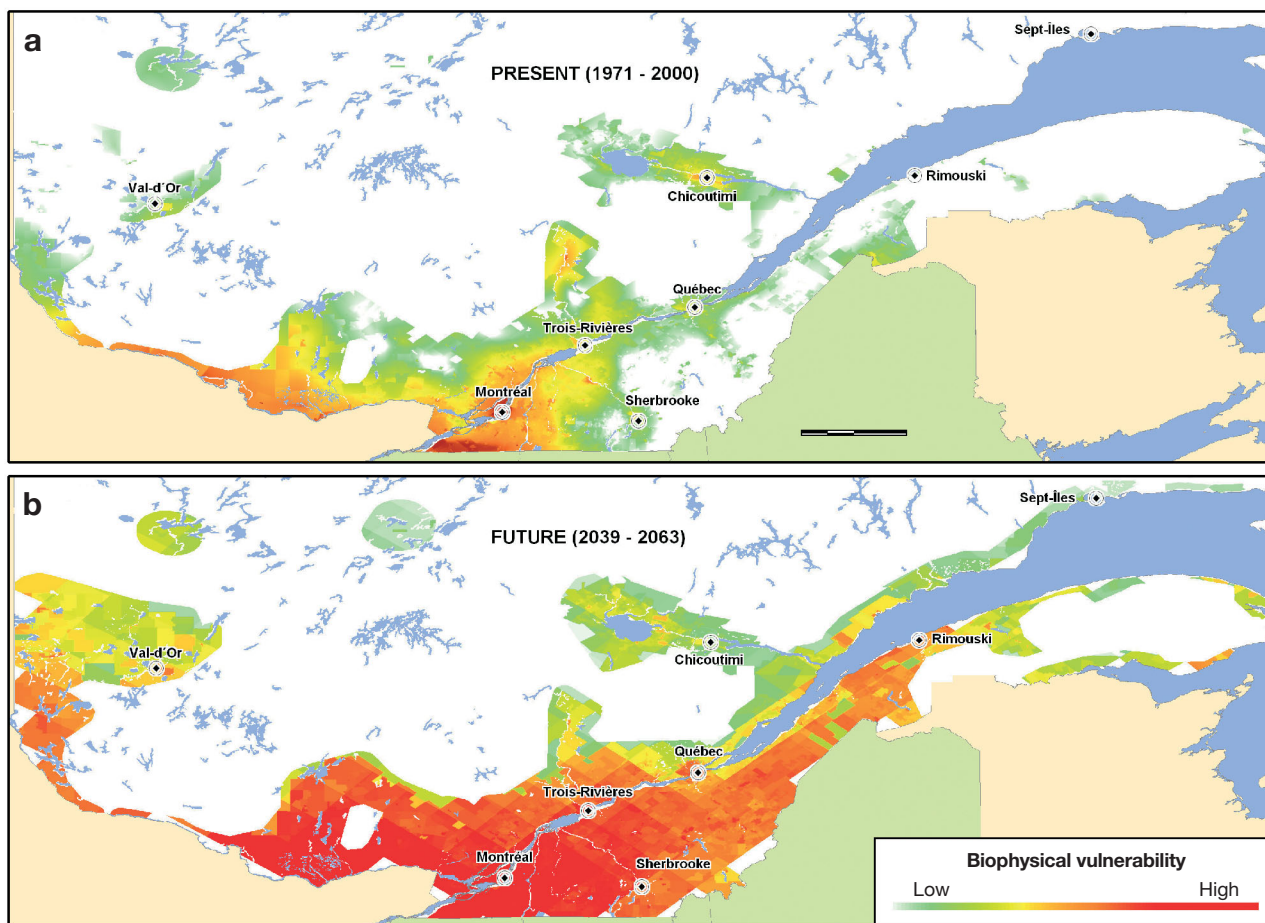 a
PRESENT (1971 - 2000)
Sept-Îles
Val-d´Or
Chicoutimi
Rimouski
Québec
Trois-Rivières
Montréal
Sherbrooke
b
FUTURE (2039 - 2063)
Sept-Îles
Val-d´Or
Chicoutimi
Rimouski
Québec
Trois-Rivières
Montréal
Sherbrooke
Biophysical vulnerability
Low High